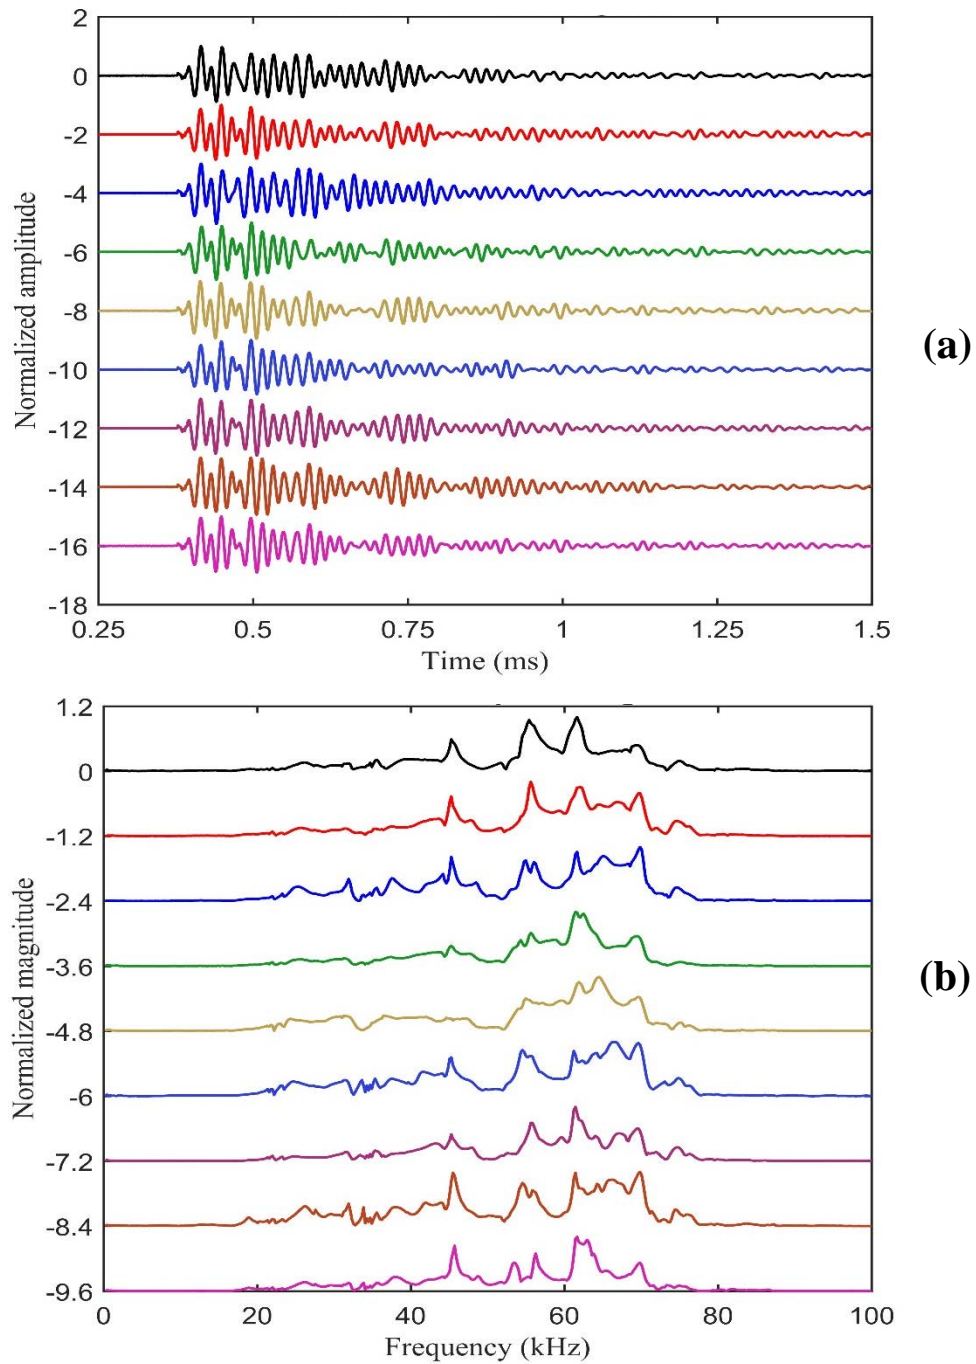 2
0
-2
-4
-6
-8
-10
-12
-14
-16
-18
Normalized amplitude
0.25 0.5 0.75 1 1.25 1.5
Time (ms)
(a)
1.2
0
-1.2
-2.4
-3.6
-4.8
-6
-7.2
-8.4
-9.6
Normalized magnitude
0 20 40 60 80 100
Frequency (kHz)
(b)